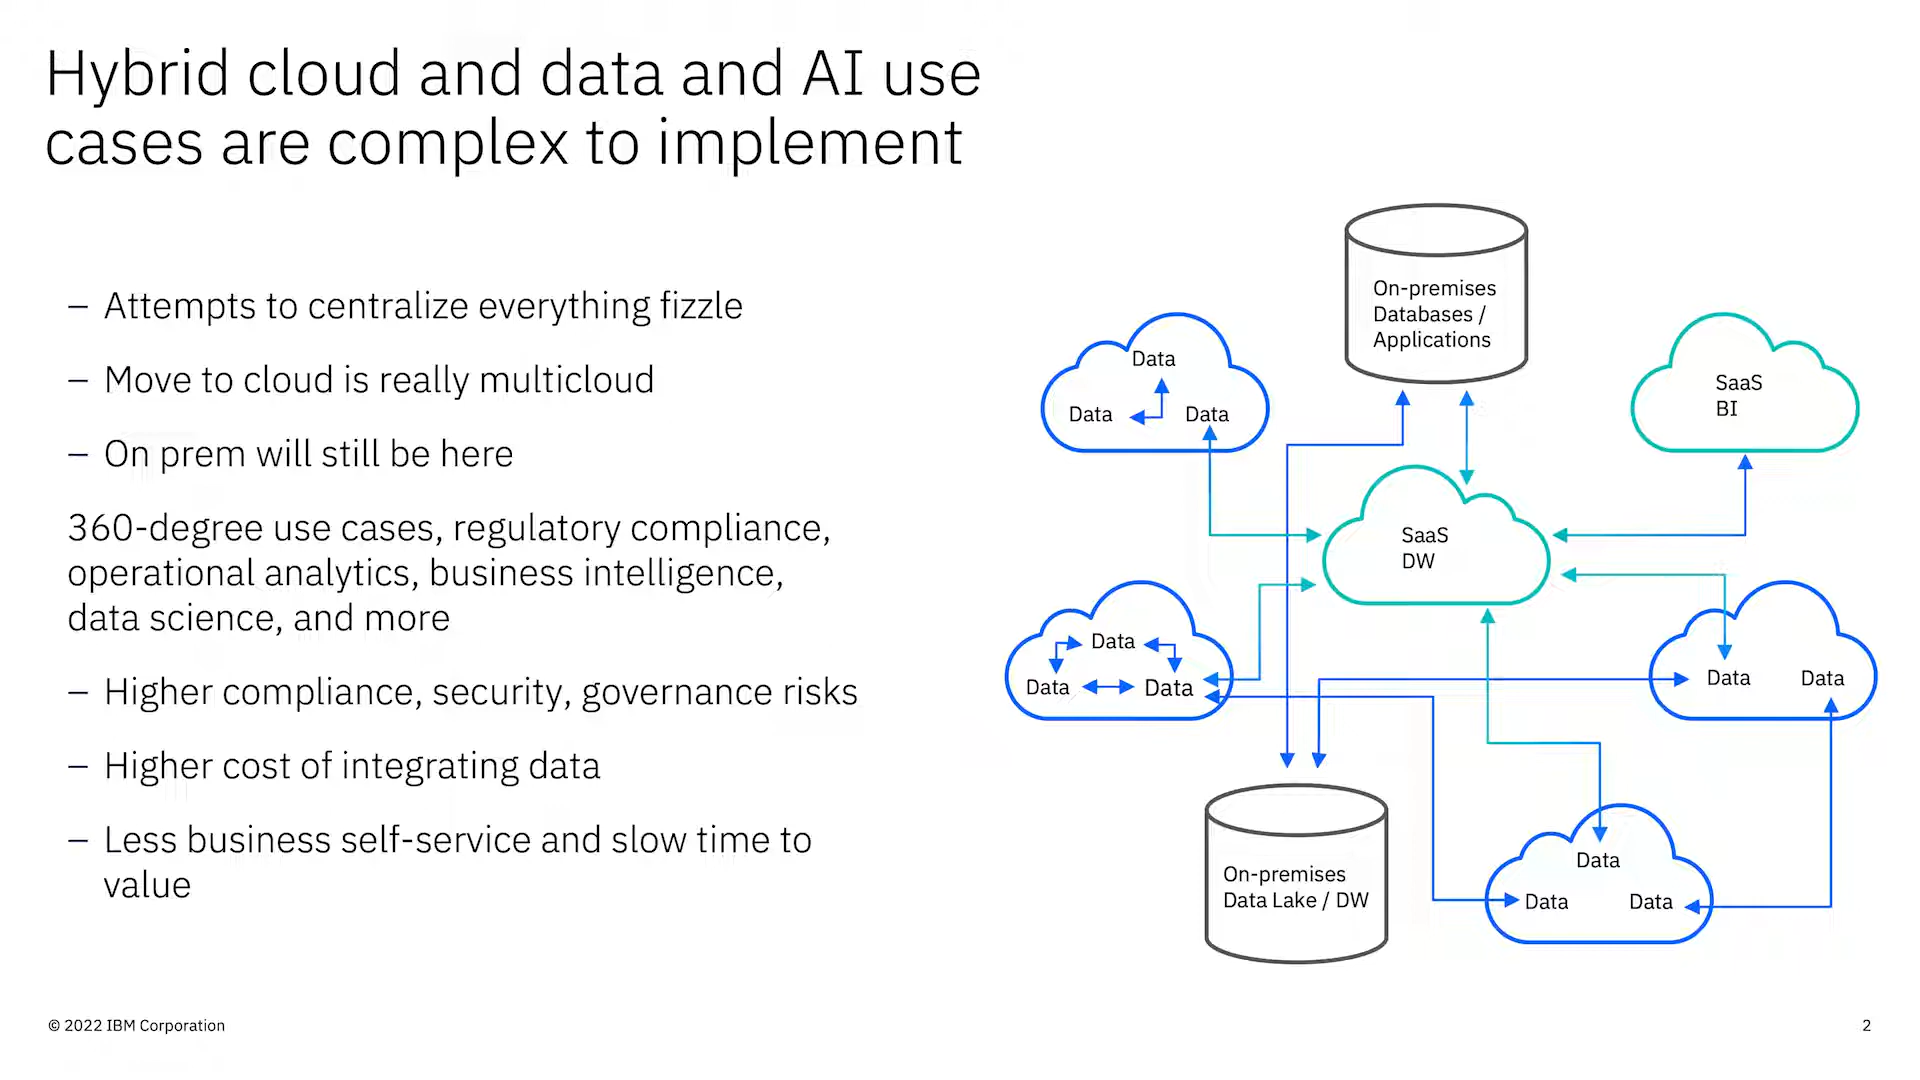 Hybrid cloud and data and AI use
cases are complex to implement
– Attempts to centralize everything fizzle
– Move to cloud is really multicloud
– On prem will still be here
360-degree use cases, regulatory compliance,
operational analytics, business intelligence,
data science, and more
– Higher compliance, security, governance risks
– Higher cost of integrating data
– Less business self-service and slow time to
value
On-premises
Databases /
Applications
Data
Data
Data
SaaS
BI
SaaS
DW
Data
Data
Data
Data
Data
On-premises
Data Lake / DW
Data
Data
Data
© 2022 IBM Corporation
2